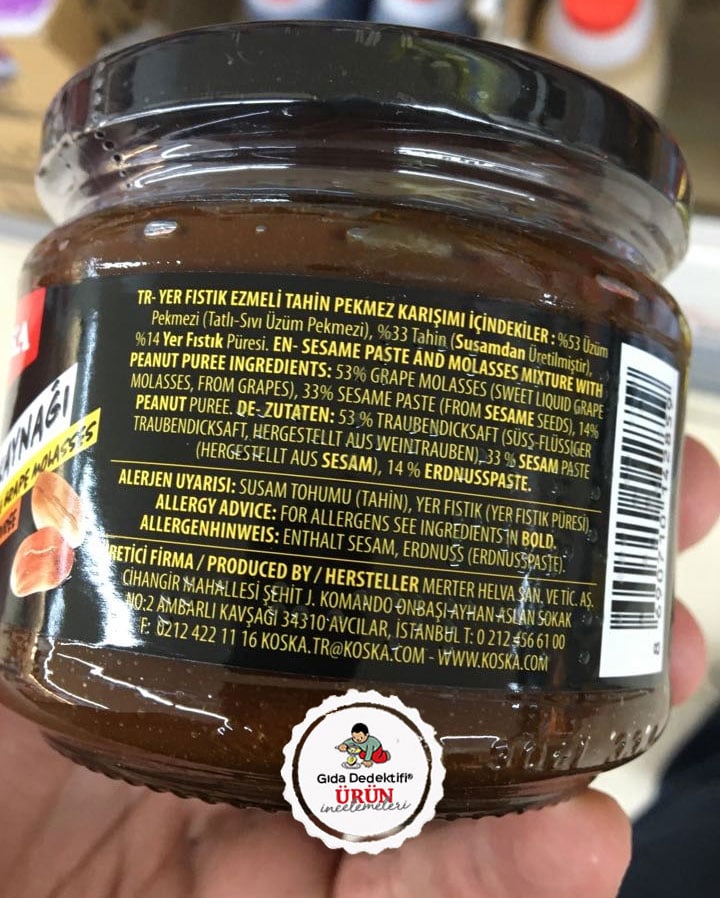 TR- YER FISTIK EZMELİ TAHİN PEKMEZ KARIŞIMI İÇİNDEKİLER : %53 Üzüm
Pekmezi (Tatlı-Sıvı Üzüm Pekmezi), %33 Tahin (Susamdan Üretilmiştir),
%14 Yer Fıstık Püresi. EN- SESAME PASTE AND MOLASSES MIXTURE WITH
PEANUT PUREE INGREDIENTS: 53% GRAPE MOLASSES (SWEET LIQUID GRAPE
MOLASSES, FROM GRAPES), 33% SESAME PASTE (FROM SESAME SEEDS), 14%
PEANUT PUREE. DE- ZUTATEN: 53 % TRAUBENDICKSAFT (SÜSS-FLÜSSIGER
TRAUBENDICKSAFT, HERGESTELLT AUS WEINTRAUBEN), 33 % SESAM PASTE
(HERGESTELLT AUS SESAM), 14 % ERDNUSSPASTE.
ALERJEN UYARISI: SUSAM TOHUMU (TAHİN), YER FISTIK (YER FISTIK PÜRESİ),
ALLERGY ADVICE: FOR ALLERGENS SEE INGREDIENTS IN BOLD.
ALLERGENHINWEIS: ENTHALT SESAM, ERDNUSS (ERDNUSSPASTE).
RETİCİ FİRMA / PRODUCED BY / HERSTELLER MERTER HELVA SAN. VE TİC. AŞ.
CİHANGİR MAHALLESİ ŞEHİT J. KOMANDO ONBAŞI AYHAN ASLAN SOKAK
NO:2 AMBARLI KAVŞAĞI 34310 AVCILAR, İSTANBUL T: 0 212 456 61 00
F: 0212 422 11 16 KOSKA.TR@KOSKA.COM - WWW.KOSKA.COM
AYNAĞI
GRAPE MOLASSES
Gıda Dedektifi®
ÜRÜN
incelemeleri